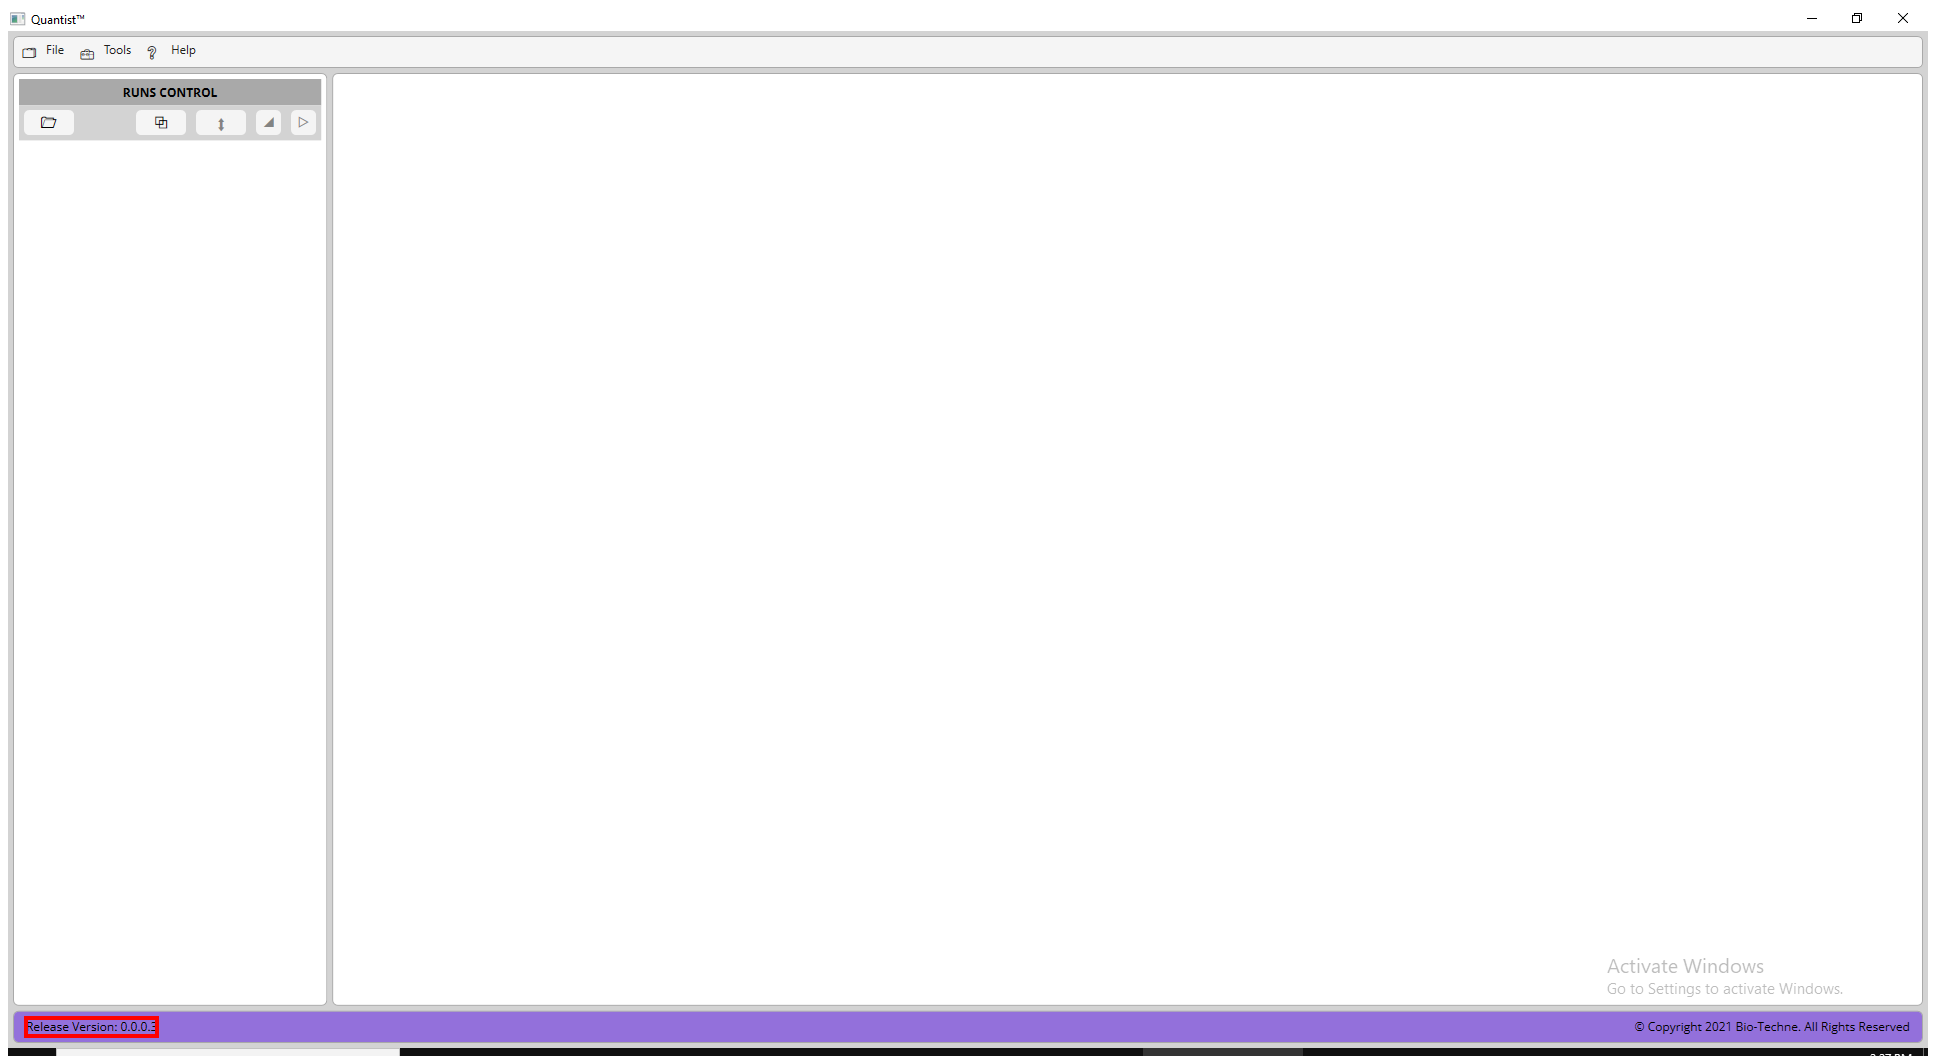 Quantist™
File Tools Help
RUNS CONTROL
Activate Windows
Go to Settings to activate Windows.
Release Version: 0.0.0.3
© Copyright 2021 Bio-Techne. All Rights Reserved